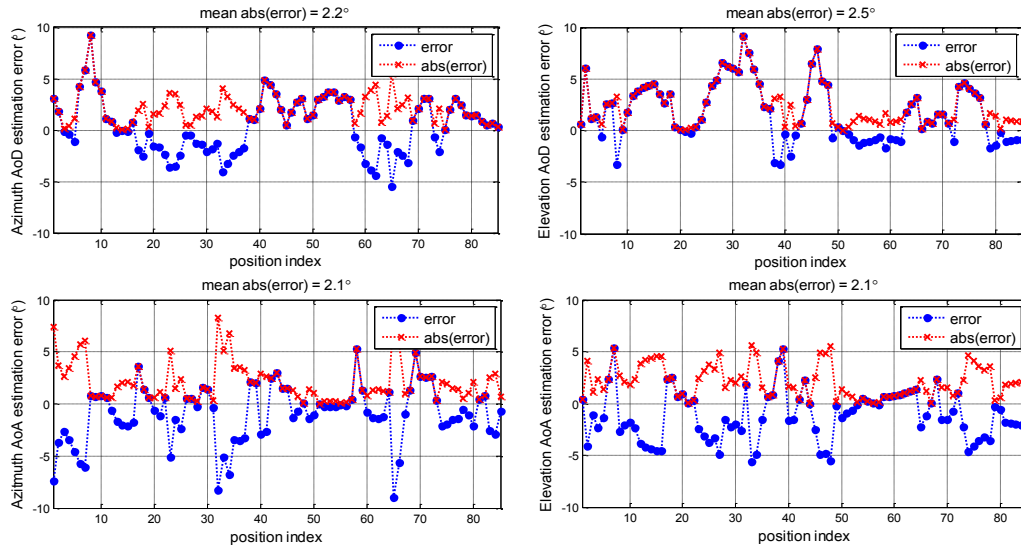 mean abs(error) = 2.2°
Azimuth AoD estimation error (°)
10
5
0
-5
-10
error
abs(error)
10 20 30 40 50 60 70 80
position index
mean abs(error) = 2.5°
Elevation AoD estimation error (°)
10
5
0
-5
-10
error
abs(error)
10 20 30 40 50 60 70 80
position index
mean abs(error) = 2.1°
Azitmuth AoA estimation error (°)
10
5
0
-5
-10
error
abs(error)
10 20 30 40 50 60 70 80
position index
mean abs(error) = 2.1°
Elevation AoA estimation error (°)
10
5
0
-5
-10
error
abs(error)
10 20 30 40 50 60 70 80
position index